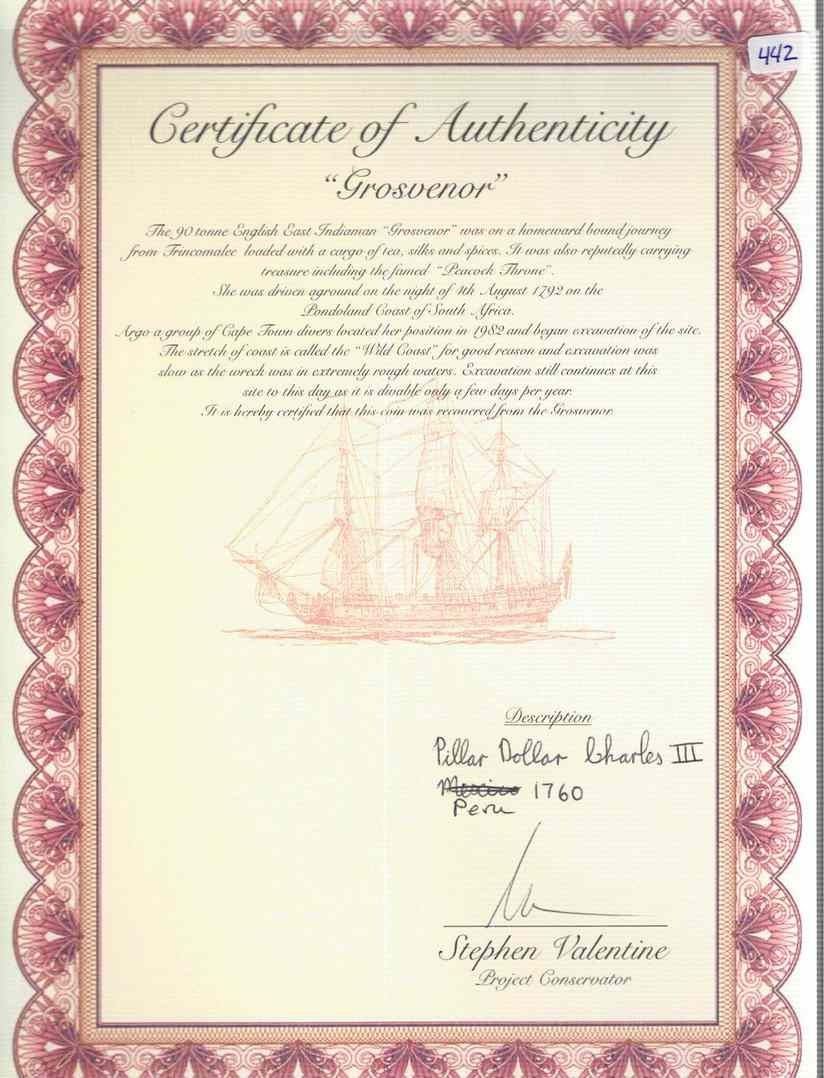 442
Certificate of Authenticity
"Grosvenor"
The 90 tonne English East Indiaman "Grosvenor" was on a homeward bound journey
from Trincomalee loaded with a cargo of tea, silks and spices. It was also reputedly carrying
treasure including the famed "Peacock Throne".
She was driven aground on the night of 4th August 1792 on the
Pondoland Coast of South Africa.
Argo a group of Cape Town divers located her position in 1982 and began excavation of the site.
The stretch of coast is called the "Wild Coast" for good reason and excavation was
slow as the wreck was in extremely rough waters. Excavation still continues at this
site to this day as it is divable only a few days per year.
It is hereby certified that this coin was recovered from the Grosvenor.
Description
Pillar Dollar Charles III
Mexico 1760
Peru
Stephen Valentine
Project Conservator